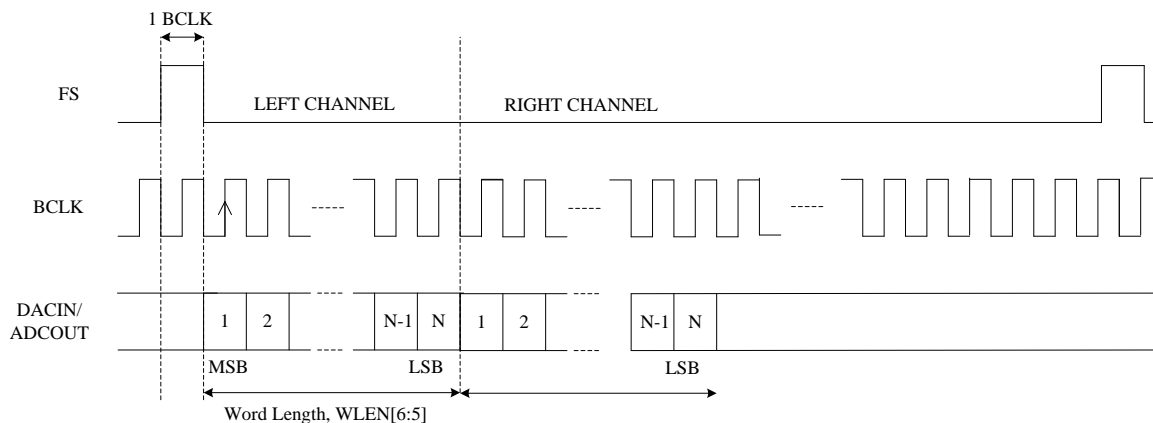 1 BCLK
FS
LEFT CHANNEL
RIGHT CHANNEL
BCLK
DACIN/
ADCOUT
1
2
N-1
N
1
2
N-1
N
MSB
LSB
LSB
Word Length, WLEN[6:5]